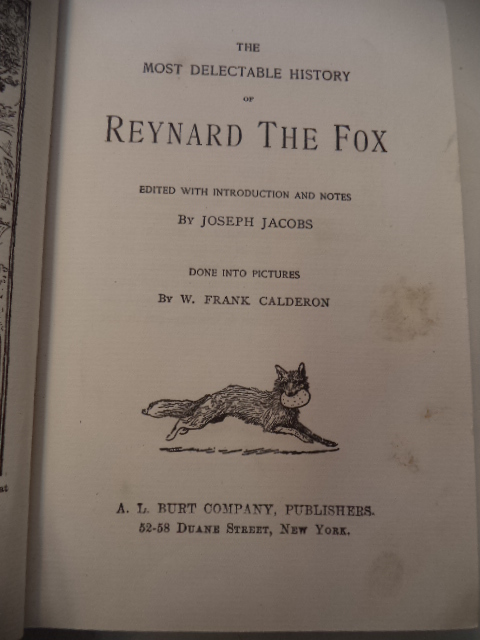 THE
MOST DELECTABLE HISTORY
OF
REYNARD THE FOX
EDITED WITH INTRODUCTION AND NOTES
BY JOSEPH JACOBS
DONE INTO PICTURES
BY W. FRANK CALDERON
A. L. BURT COMPANY, PUBLISHERS.
52-58 DUANE STREET, NEW YORK.
at